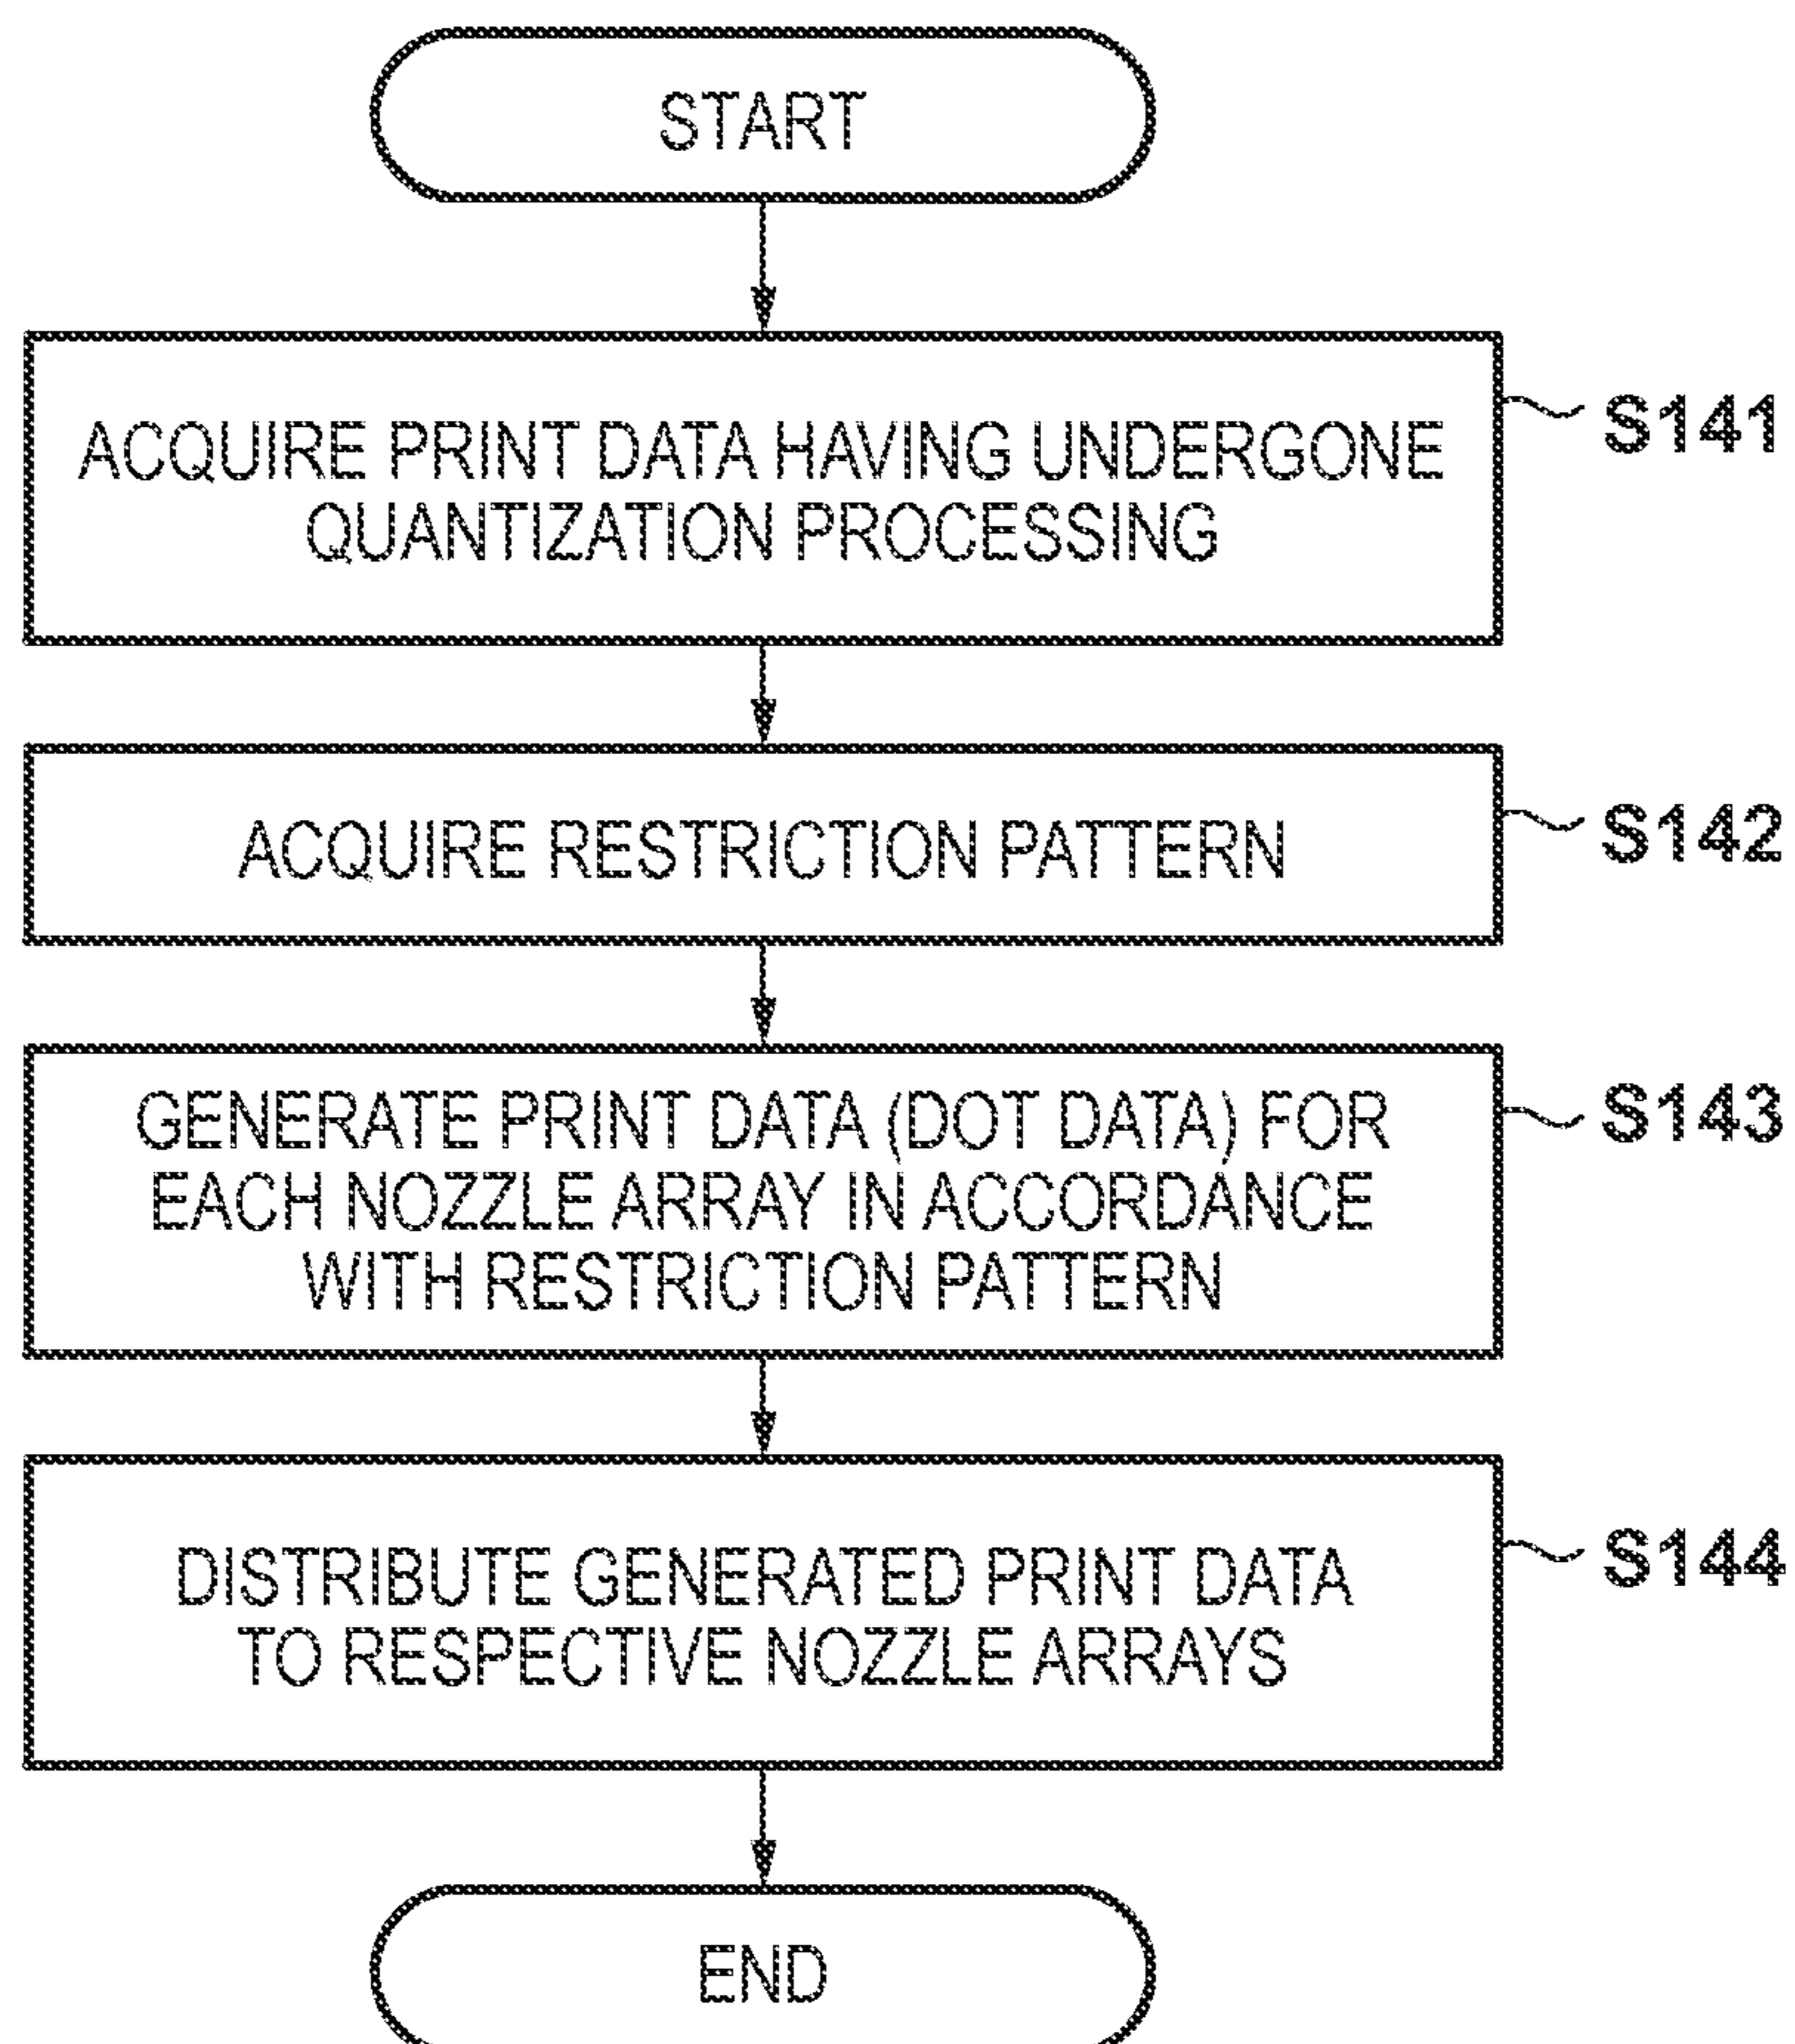 START
ACQUIRE PRINT DATA HAVING UNDERGONE
QUANTIZATION PROCESSING
S141
ACQUIRE RESTRICTION PATTERN
S142
GENERATE PRINT DATA (DOT DATA) FOR
EACH NOZZLE ARRAY IN ACCORDANCE
WITH RESTRICTION PATTERN
S143
DISTRIBUTE GENERATED PRINT DATA
TO RESPECTIVE NOZZLE ARRAYS
S144
END